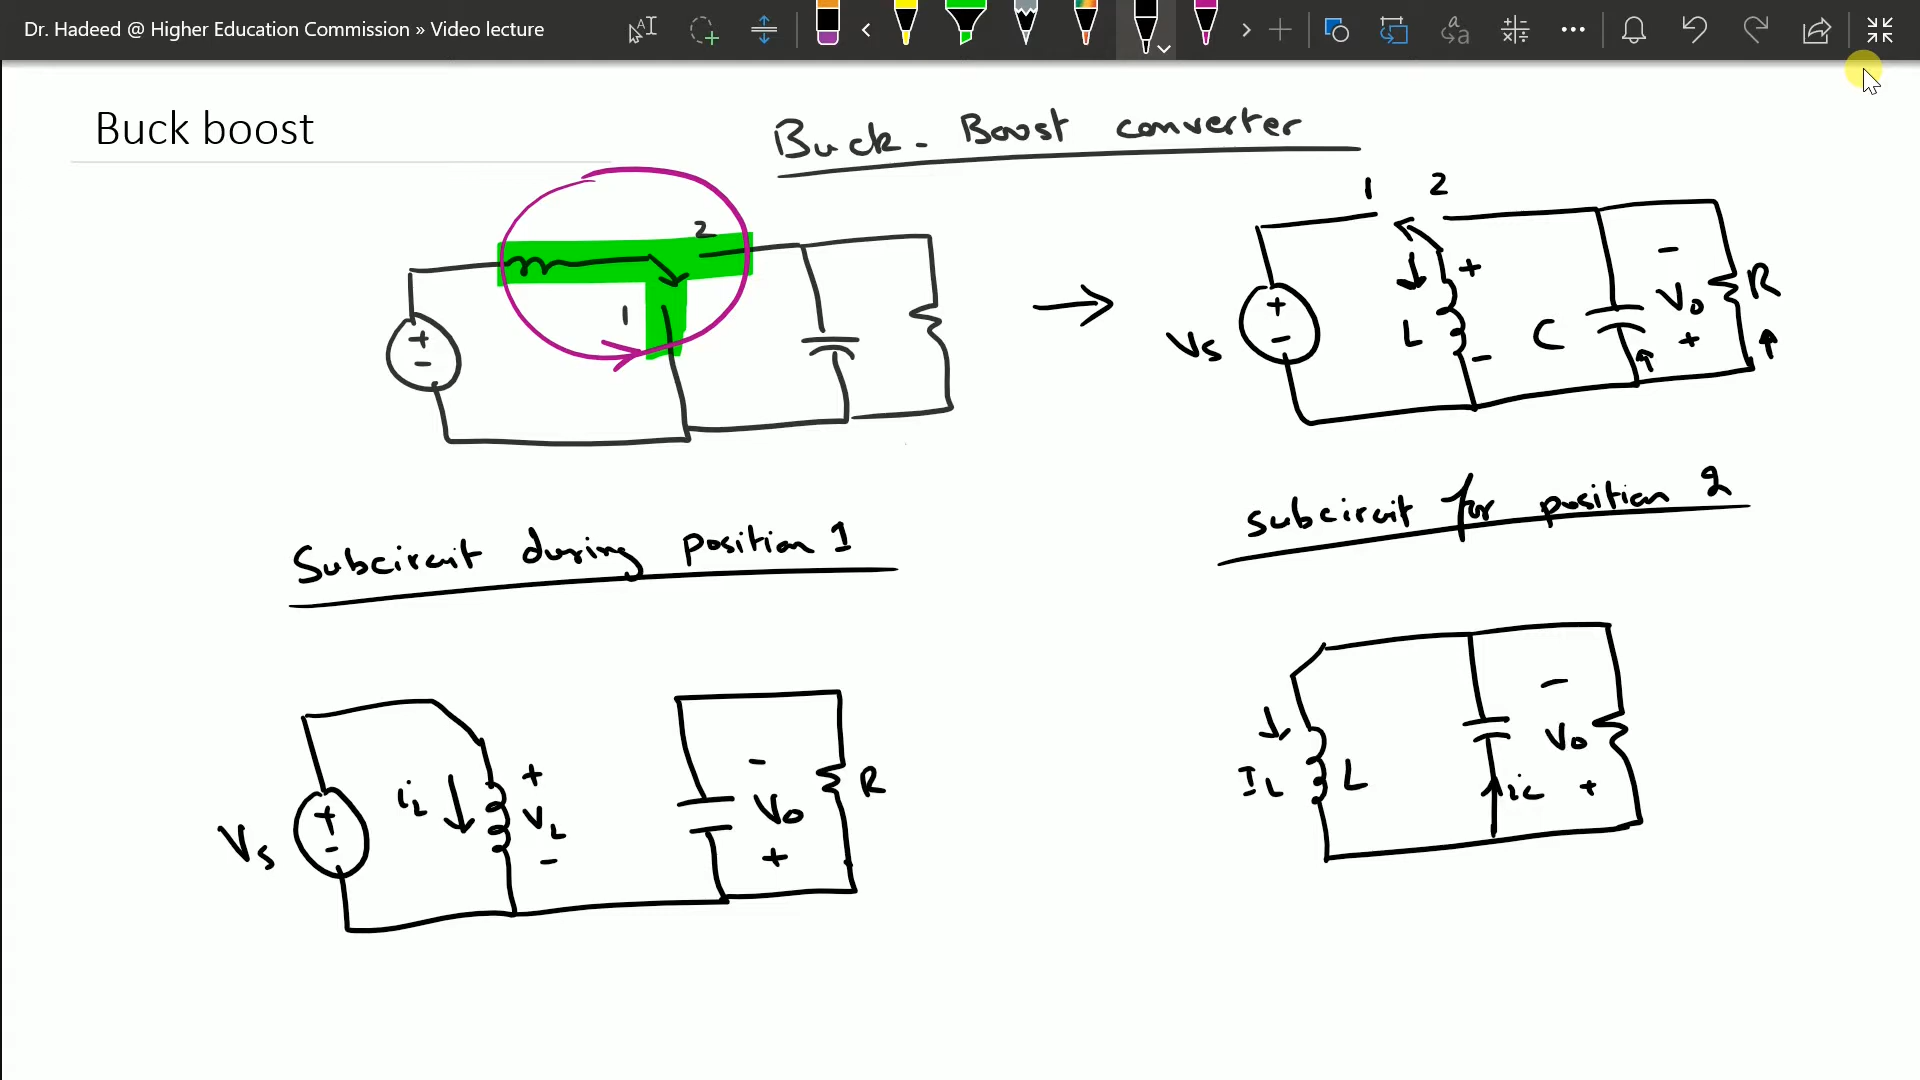 Dr. Hadeed @ Higher Education Commission » Video lecture
Buck boost
Buck - Boost converter
2
1
+
-
1 2
Vs
+
-
+
L
-
C
-
Vo
+
R
Subcircuit during position 1
subcircuit for position 2
Vs
+
-
iL
+
VL
-
-
Vo
+
R
IL
L
ic
-
Vo
+